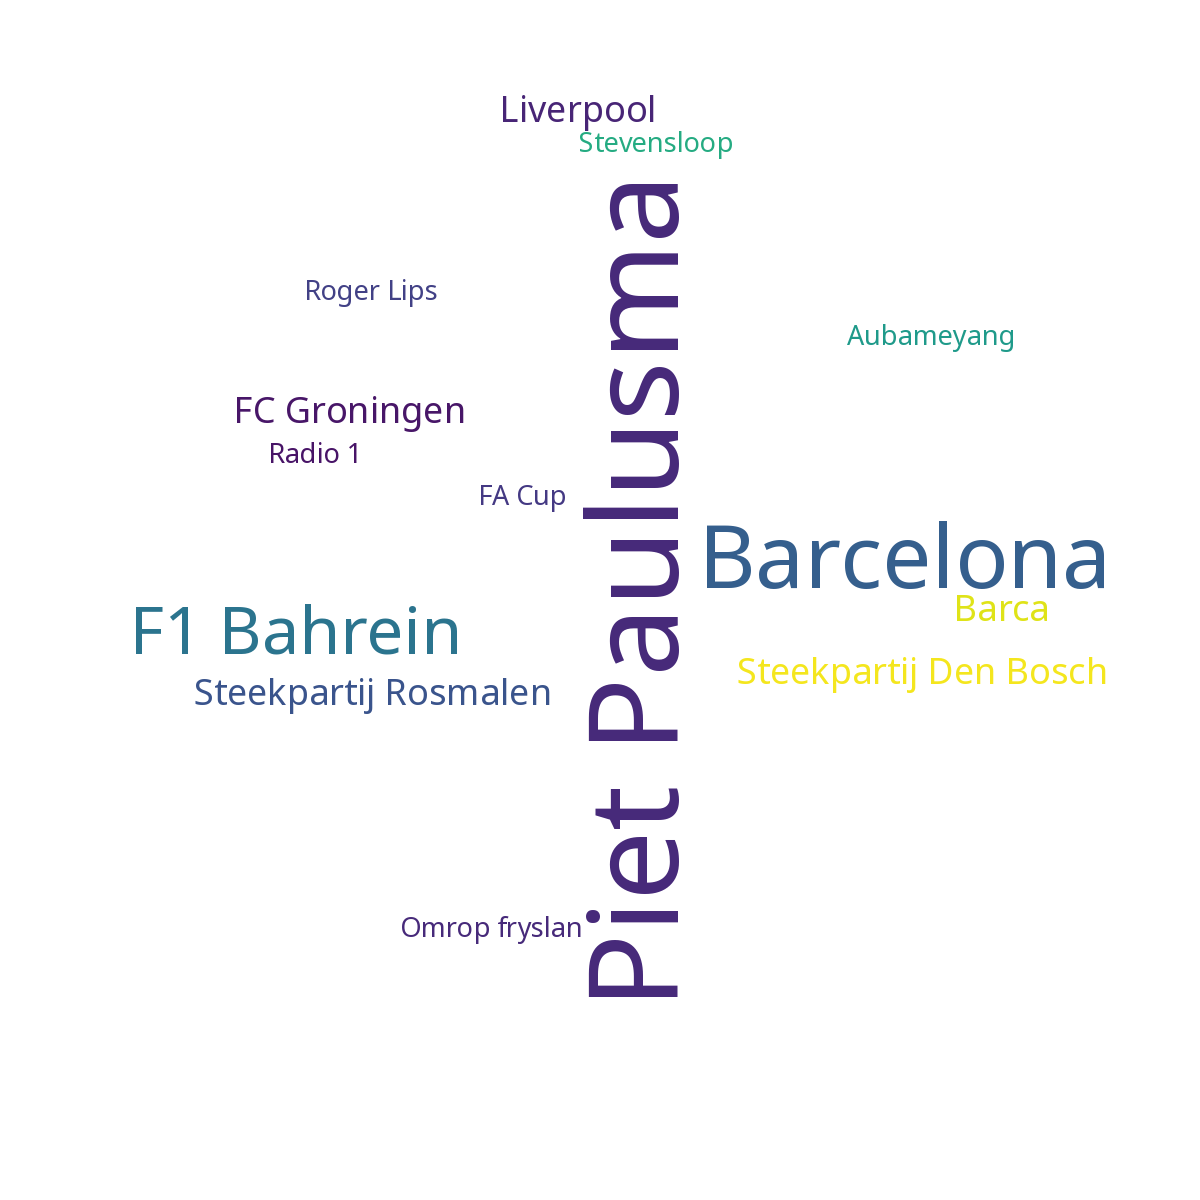 Liverpool
Stevensloop
Piet Paulusma
Roger Lips
Aubameyang
FC Groningen
Radio 1
FA Cup
Barcelona
Barca
F1 Bahrein
Steekpartij Den Bosch
Steekpartij Rosmalen
Omrop fryslan